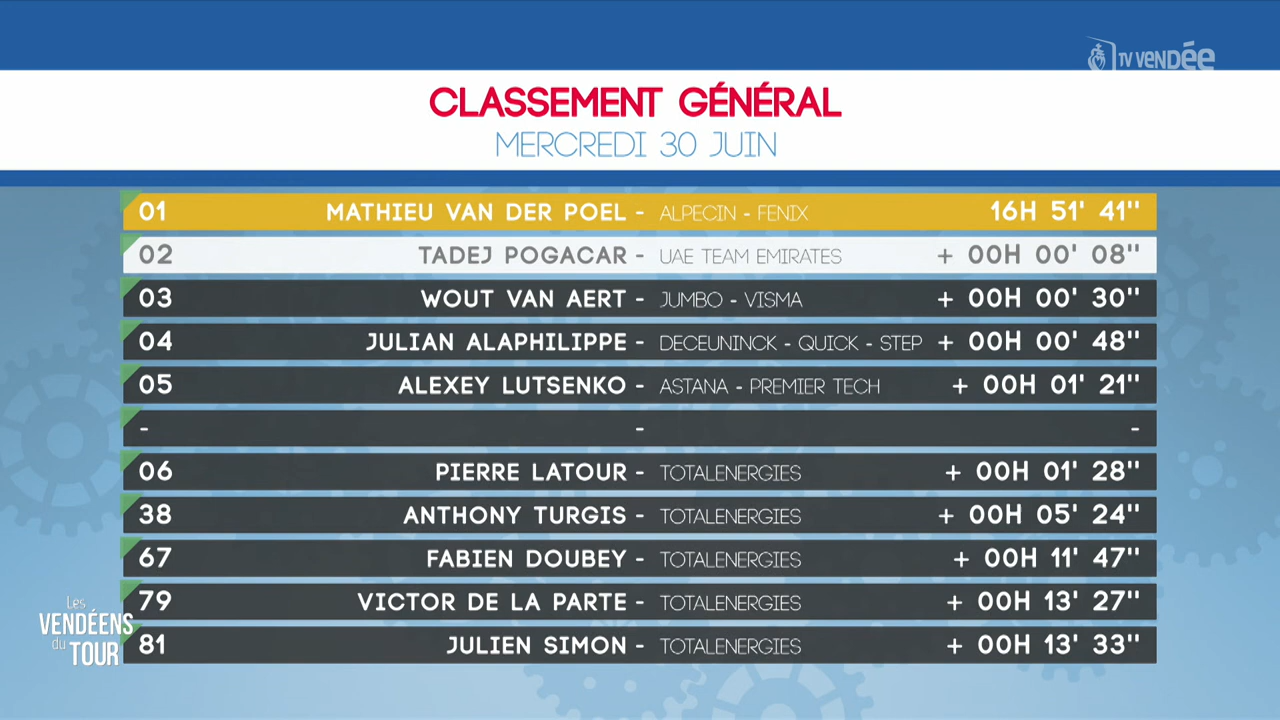 TV VENDÉE
CLASSEMENT GÉNÉRAL
MERCREDI 30 JUIN
01 MATHIEU VAN DER POEL - ALPECIN - FENIX 16H 51' 41''
02 TADEJ POGACAR - UAE TEAM EMIRATES + 00H 00' 08''
03 WOUT VAN AERT - JUMBO - VISMA + 00H 00' 30''
04 JULIAN ALAPHILIPPE - DECEUNINCK - QUICK - STEP + 00H 00' 48''
05 ALEXEY LUTSENKO - ASTANA - PREMIER TECH + 00H 01' 21''
- - -
06 PIERRE LATOUR - TOTALENERGIES + 00H 01' 28''
38 ANTHONY TURGIS - TOTALENERGIES + 00H 05' 24''
67 FABIEN DOUBEY - TOTALENERGIES + 00H 11' 47''
79 VICTOR DE LA PARTE - TOTALENERGIES + 00H 13' 27''
81 JULIEN SIMON - TOTALENERGIES + 00H 13' 33''
Les
VENDÉENS
du TOUR